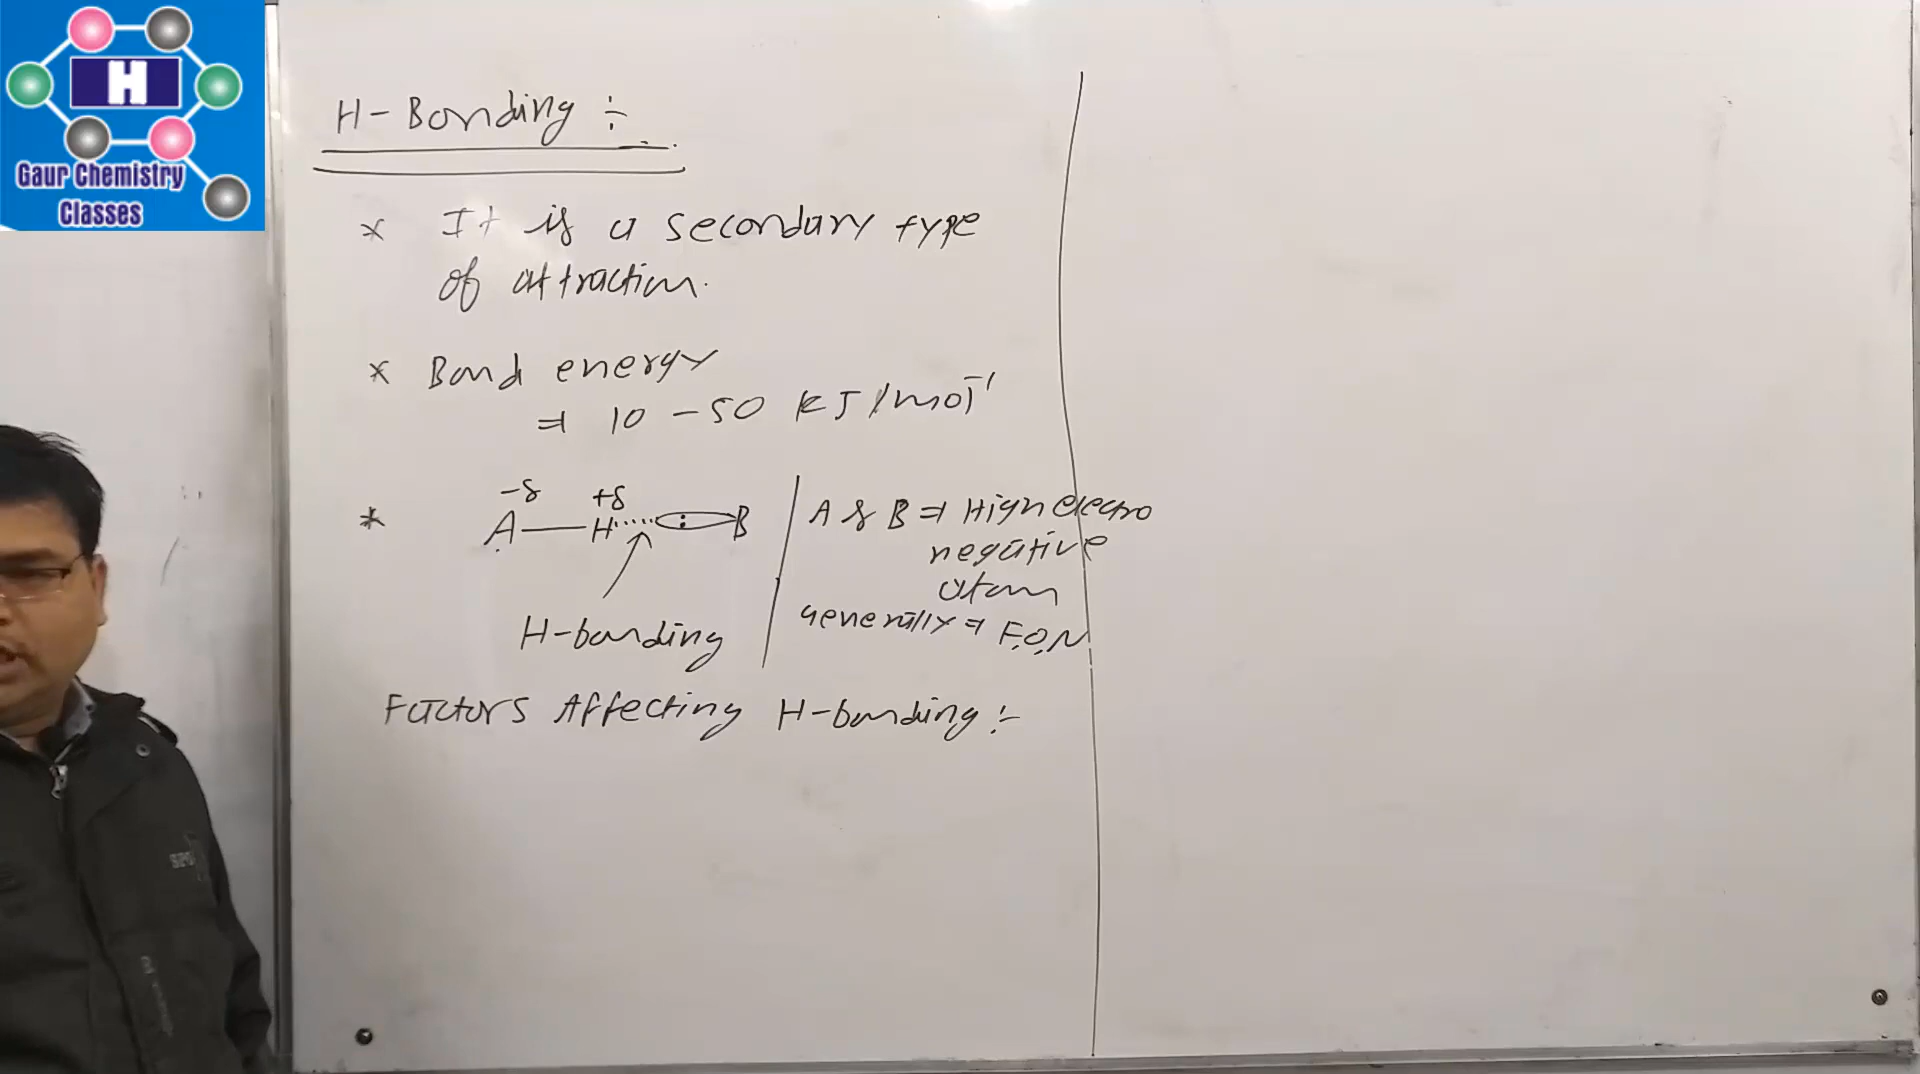 H
Gaur Chemistry
Classes
H-Bonding ÷
* It is a secondary type
of attraction.
* Bond energy
⇒ 10 - 50 KJ/mol⁻¹
* A—H·····:B
-δ +δ
H-bonding
A & B ⇒ High electro
negative
atom
Generally ⇒ F,O,N
Factors Affecting H-bonding :-